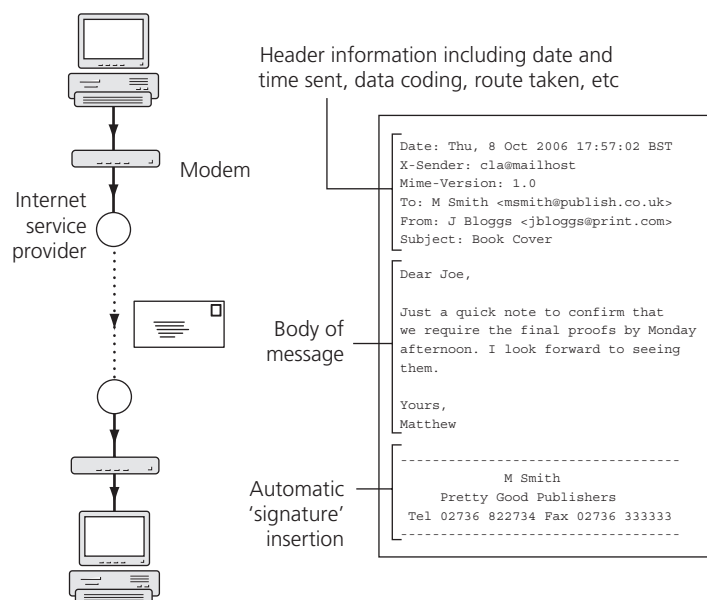 Header information including date and
time sent, data coding, route taken, etc
Modem
Internet
service
provider
Date: Thu, 8 Oct 2006 17:57:02 BST
X-Sender: cla@mailhost
Mime-Version: 1.0
To: M Smith <msmith@publish.co.uk>
From: J Bloggs <jbloggs@print.com>
Subject: Book Cover
Body of
message
Dear Joe,
Just a quick note to confirm that
we require the final proofs by Monday
afternoon. I look forward to seeing
them.
Yours,
Matthew
Automatic
'signature'
insertion
-----------------------------------
M Smith
Pretty Good Publishers
Tel 02736 822734 Fax 02736 333333
-----------------------------------